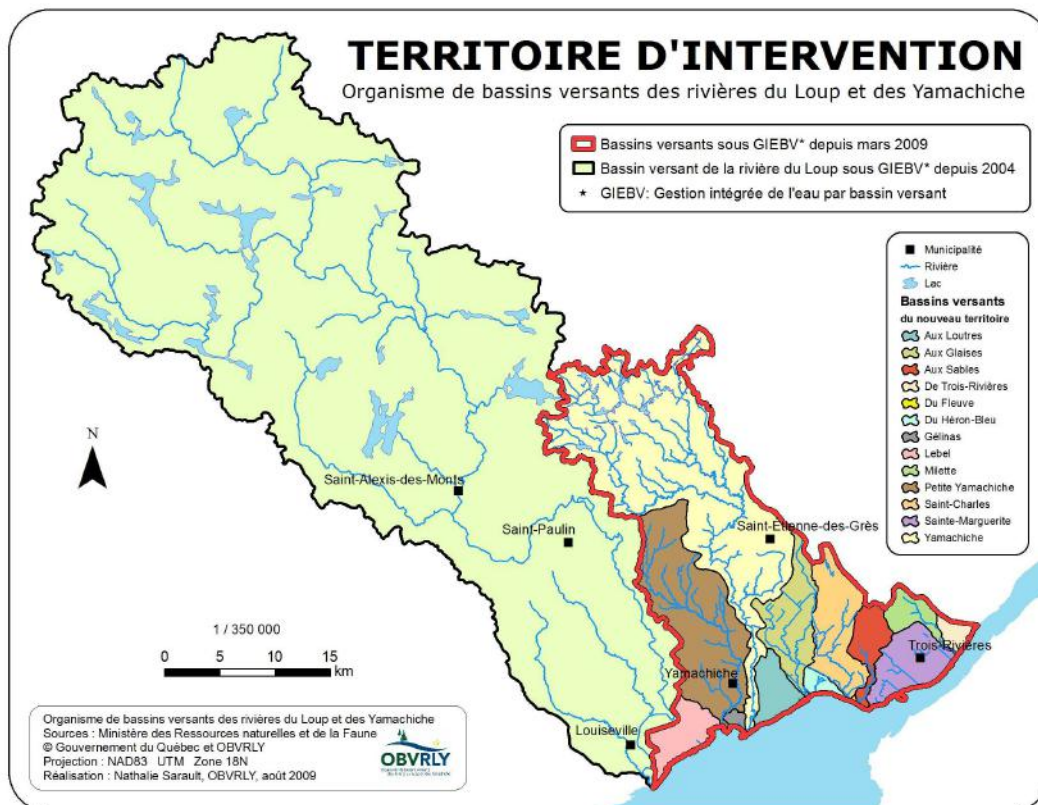 TERRITOIRE D'INTERVENTION
Organisme de bassins versants des rivières du Loup et des Yamachiche
Bassins versants sous GIEBV* depuis mars 2009
Bassin versant de la rivière du Loup sous GIEBV* depuis 2004
* GIEBV: Gestion intégrée de l'eau par bassin versant
Municipalité
Rivière
Lac
Bassins versants
du nouveau territoire
Aux Loutres
Aux Glaises
Aux Sables
De Trois-Rivières
Du Fleuve
Du Héron-Bleu
Gélinas
Lebel
Milette
Petite Yamachiche
Saint-Charles
Sainte-Marguerite
Yamachiche
N
Saint-Alexis-des-Monts
Saint-Paulin
Saint-Etienne-des-Grès
Trois-Rivières
Yamachiche
Louiseville
1 / 350 000
0 5 10 15
km
Organisme de bassins versants des rivières du Loup et des Yamachiche
Sources : Ministère des Ressources naturelles et de la Faune
© Gouvernement du Québec et OBVRLY
Projection : NAD83 UTM Zone 18N
Réalisation : Nathalie Sarault, OBVRLY, août 2009
OBVRLY